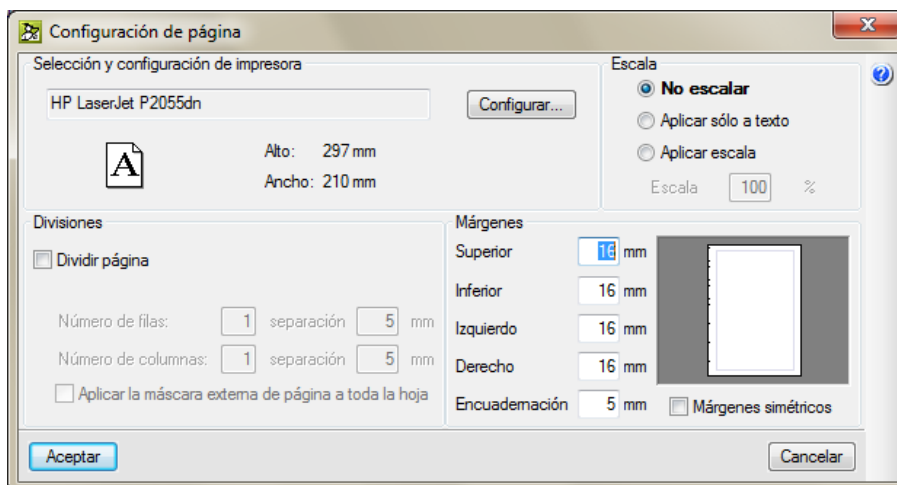 Configuración de página
Selección y configuración de impresora
HP LaserJet P2055dn
Configurar...
A
Alto: 297 mm
Ancho: 210 mm
Escala
No escalar
Aplicar sólo a texto
Aplicar escala
Escala 100 %
Divisiones
Dividir página
Número de filas: 1 separación 5 mm
Número de columnas: 1 separación 5 mm
Aplicar la máscara externa de página a toda la hoja
Márgenes
Superior 16 mm
Inferior 16 mm
Izquierdo 16 mm
Derecho 16 mm
Encuadernación 5 mm
Márgenes simétricos
Aceptar
Cancelar